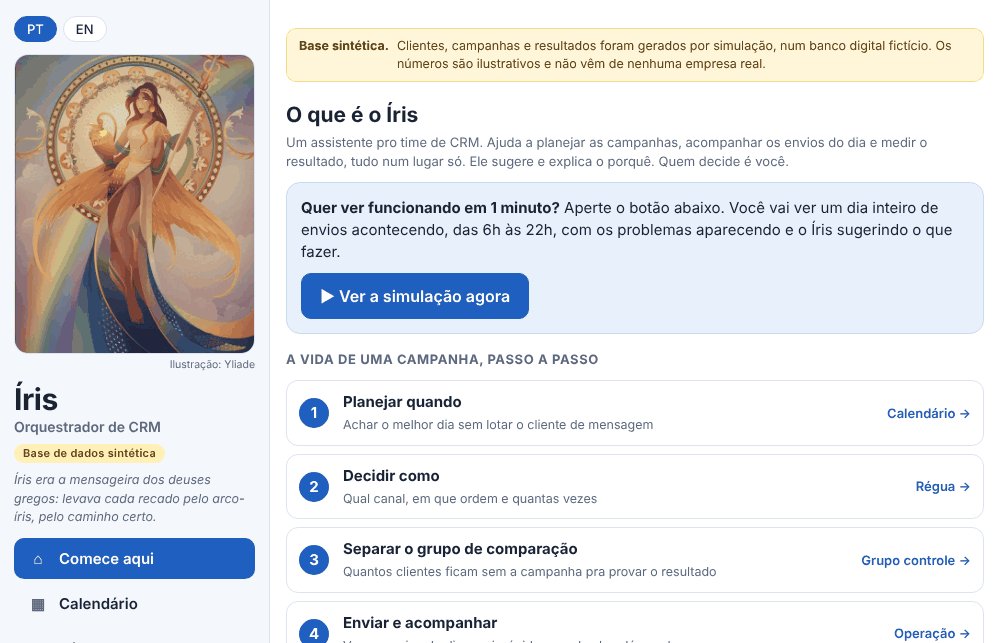 PT
EN
Ilustração: Yliade
Íris
Orquestrador de CRM
Base de dados sintética
Íris era a mensageira dos deuses
gregos: levava cada recado pelo arco-
íris, pelo caminho certo.
Comece aqui
Calendário
Base sintética. Clientes, campanhas e resultados foram gerados por simulação, num banco digital fictício. Os
números são ilustrativos e não vêm de nenhuma empresa real.
O que é o Íris
Um assistente pro time de CRM. Ajuda a planejar as campanhas, acompanhar os envios do dia e medir o
resultado, tudo num lugar só. Ele sugere e explica o porquê. Quem decide é você.
Quer ver funcionando em 1 minuto? Aperte o botão abaixo. Você vai ver um dia inteiro de
envios acontecendo, das 6h às 22h, com os problemas aparecendo e o Íris sugerindo o que
fazer.
▶ Ver a simulação agora
A VIDA DE UMA CAMPANHA, PASSO A PASSO
1
Planejar quando
Achar o melhor dia sem lotar o cliente de mensagem
Calendário →
2
Decidir como
Qual canal, em que ordem e quantas vezes
Régua →
3
Separar o grupo de comparação
Quantos clientes ficam sem a campanha pra provar o resultado
Grupo controle →
4
Enviar e acompanhar
Operação →